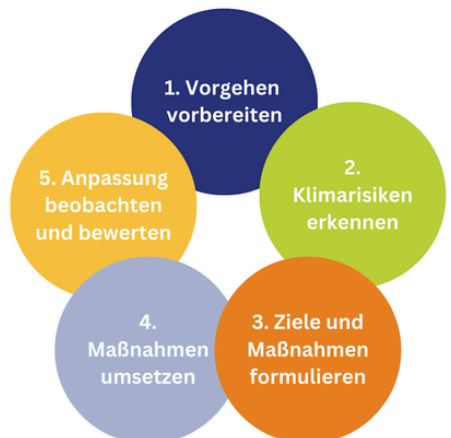 1. Vorgehen
vorbereiten
2.
Klimarisiken
erkennen
3. Ziele und
Maßnahmen
formulieren
4.
Maßnahmen
umsetzen
5. Anpassung
beobachten
und bewerten